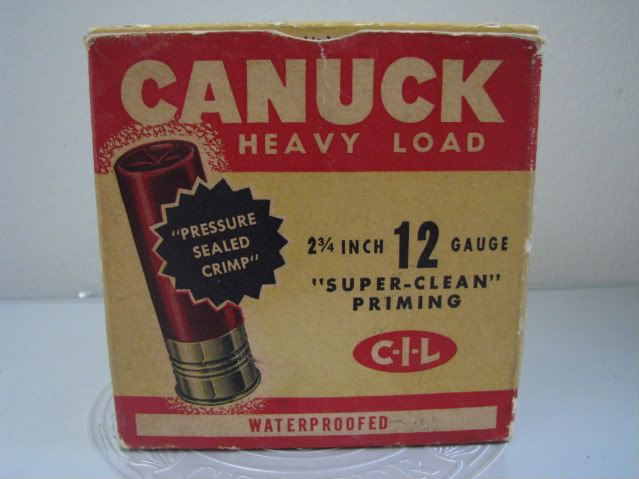 CANUCK
HEAVY LOAD
"PRESSURE
SEALED
CRIMP"
2¾ INCH 12 GAUGE
"SUPER-CLEAN"
PRIMING
C-I-L
WATERPROOFED